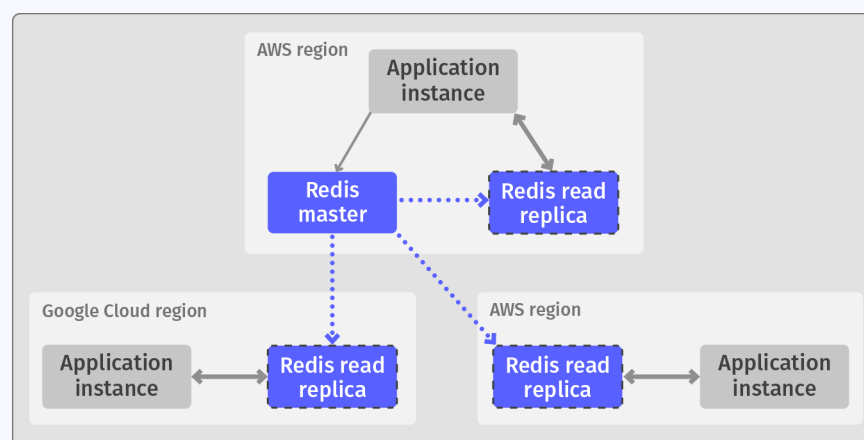 AWS region
Application
instance
Redis
master
Redis read
replica
Google Cloud region
Application
instance
Redis read
replica
AWS region
Redis read
replica
Application
instance